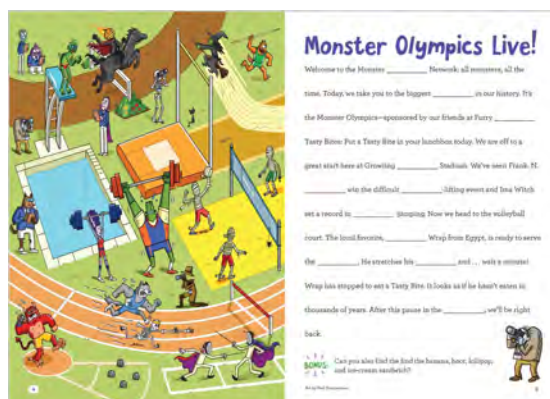 Monster Olympics Live!
Welcome to the Monster __________ Network: all monsters, all the
time. Today, we take you to the biggest __________ in our history. It's
the Monster Olympics—sponsored by our friends at Furry __________
Tasty Bites: Put a Tasty Bite in your lunchbox today. We are off to a
great start here at Growling __________ Stadium. We've seen Frank. N.
__________ win the difficult __________-lifting event and Ima Witch
set a record in __________ jumping. Now we head to the volleyball
court. The local favorite, __________ Wrap from Egypt, is ready to serve
the __________. He stretches his __________ and . . . wait a minute!
Wrap has stopped to eat a Tasty Bite. It looks as if he hasn't eaten in
thousands of years. After this pause in the __________, we'll be right
back.
BONUS: Can you also find the find the banana, heart, lollipop,
and ice-cream sandwich?